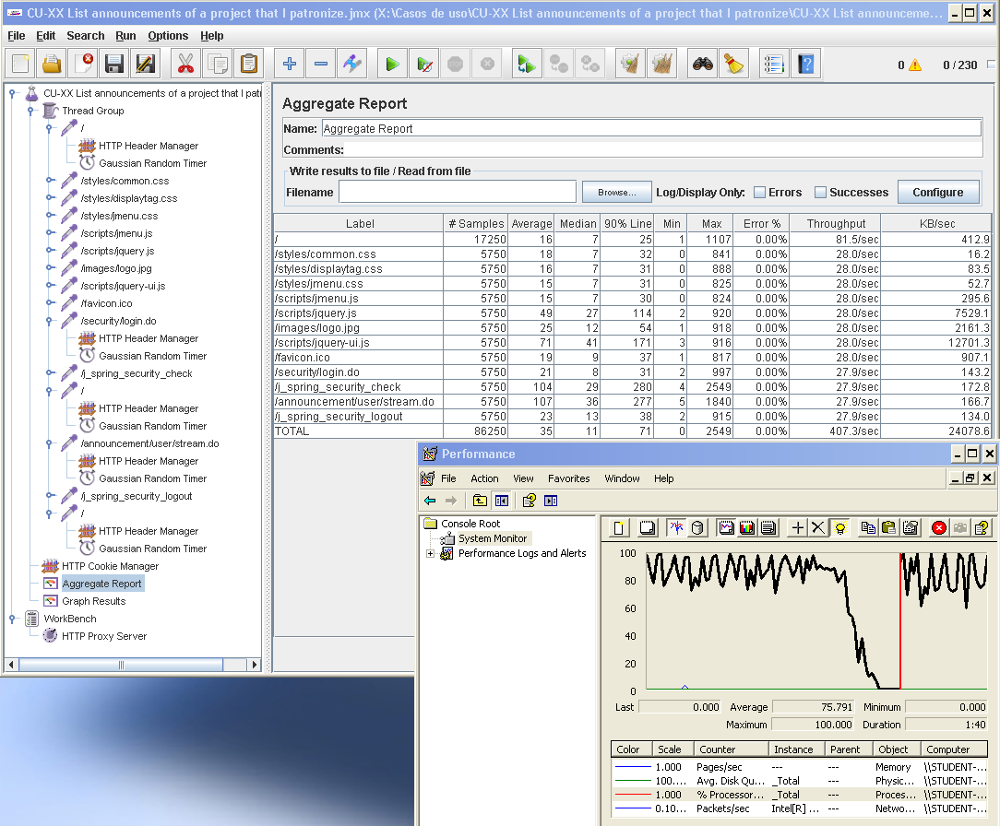 CU-XX List announcements of a project that I patronize.jmx (X:\Casos de uso\CU-XX List announcements of a project that I patronize\CU-XX List announceme...
File Edit Search Run Options Help
0 0 / 230
CU-XX List announcements of a project that I pat
Thread Group
/
HTTP Header Manager
Gaussian Random Timer
/styles/common.css
/styles/displaytag.css
/styles/jmenu.css
/scripts/jmenu.js
/scripts/jquery.js
/images/logo.jpg
/scripts/jquery-ui.js
/favicon.ico
/security/login.do
HTTP Header Manager
Gaussian Random Timer
/j_spring_security_check
/
HTTP Header Manager
Gaussian Random Timer
/announcement/user/stream.do
HTTP Header Manager
Gaussian Random Timer
/j_spring_security_logout
/
HTTP Header Manager
Gaussian Random Timer
HTTP Cookie Manager
Aggregate Report
Graph Results
WorkBench
HTTP Proxy Server
Aggregate Report
Name: Aggregate Report
Comments:
Write results to file / Read from file
Filename Browse... Log/Display Only: Errors Successes Configure
Label # Samples Average Median 90% Line Min Max Error % Throughput KB/sec
/ 17250 16 7 25 1 1107 0.00% 81.5/sec 412.9
/styles/common.css 5750 18 7 32 0 841 0.00% 28.0/sec 16.2
/styles/displaytag.css 5750 16 7 31 0 888 0.00% 28.0/sec 83.5
/styles/jmenu.css 5750 15 7 31 0 825 0.00% 28.0/sec 52.7
/scripts/jmenu.js 5750 15 7 30 0 824 0.00% 28.0/sec 295.6
/scripts/jquery.js 5750 49 27 114 2 920 0.00% 28.0/sec 7529.1
/images/logo.jpg 5750 25 12 54 1 918 0.00% 28.0/sec 2161.3
/scripts/jquery-ui.js 5750 71 41 171 3 916 0.00% 28.0/sec 12701.3
/favicon.ico 5750 19 9 37 1 817 0.00% 28.0/sec 907.1
/security/login.do 5750 21 8 31 2 997 0.00% 27.9/sec 143.2
/j_spring_security_check 5750 104 29 280 4 2549 0.00% 27.9/sec 172.8
/announcement/user/stream.do 5750 107 36 277 5 1840 0.00% 27.9/sec 166.7
/j_spring_security_logout 5750 23 13 38 2 915 0.00% 27.9/sec 134.0
TOTAL 86250 35 11 71 0 2549 0.00% 407.3/sec 24078.6
Performance
File Action View Favorites Window Help
Console Root
System Monitor
Performance Logs and Alerts
100
80
60
40
20
0
Last 0.000 Average 75.791 Minimum 0.000
Maximum 100.000 Duration 1:40
Color Scale Counter Instance Parent Object Computer
1.000 Pages/sec --- --- Memory \\STUDENT-...
100.... Avg. Disk Qu... _Total --- Physic... \\STUDENT-...
1.000 % Processor... _Total --- Proces... \\STUDENT-...
0.10... Packets/sec Intel[R] ... --- Netwo... \\STUDENT-...